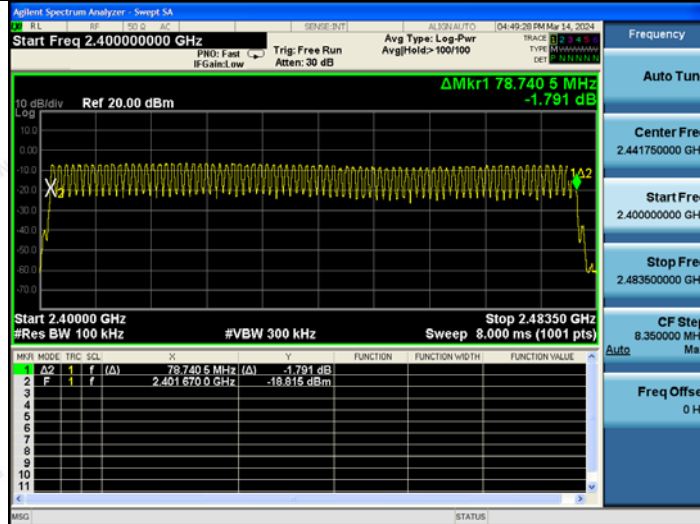 Agilent Spectrum Analyzer - Swept SA
RL RF 50 Ω AC SENSE:INT ALIGNAUTO 04:49:28 PM Mar 14, 2024
Start Freq 2.400000000 GHz
PNO: Fast
IFGain:Low
Trig: Free Run
Atten: 30 dB
Avg Type: Log-Pwr
Avg|Hold:> 100/100
TRACE 1 2 3 4 5 6
TYPE M
DET P N N N N N
ΔMkr1 78.740 5 MHz
-1.791 dB
10 dB/div Ref 20.00 dBm
Log
10.0
0.00
-10.0
-20.0
-30.0
-40.0
-50.0
-60.0
-70.0
2
1Δ2
Start 2.40000 GHz Stop 2.48350 GHz
#Res BW 100 kHz #VBW 300 kHz Sweep 8.000 ms (1001 pts)
MKR MODE TRC SCL X Y FUNCTION FUNCTION WIDTH FUNCTION VALUE
1 Δ2 1 f (Δ) 78.740 5 MHz (Δ) -1.791 dB
2 F 1 f 2.401 670 0 GHz -18.815 dBm
3
4
5
6
7
8
9
10
11
MSG STATUS
Frequency
Auto Tun
Center Fre
2.441750000 GH
Start Fre
2.400000000 GH
Stop Fre
2.483500000 GH
CF Step
8.350000 MH
Auto Ma
Freq Offse
0 H